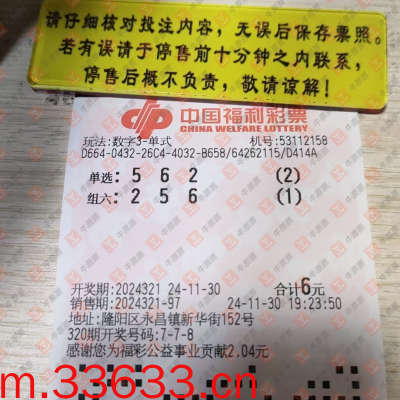 请仔细核对投注内容，无误后保存票照。
若有误请于停售前十分钟之内联系，
停售后概不负责，敬请谅解！
中国福利彩票
CHINA WELFARE LOTTERY
玩法:数字3-单式 机号:53112158
D664-0432-26C4-4032-B658/64262115/D414A
单选: 5 6 2 (2)
组六: 2 5 6 (1)
开奖期:2024321 24-11-30 合计6元
销售期:2024321-97 24-11-30 19:23:50
地址:隆阳区永昌镇新华街152号
320期开奖号码:7-7-8
感谢您为福彩公益事业贡献2.04元
m.33633.cn